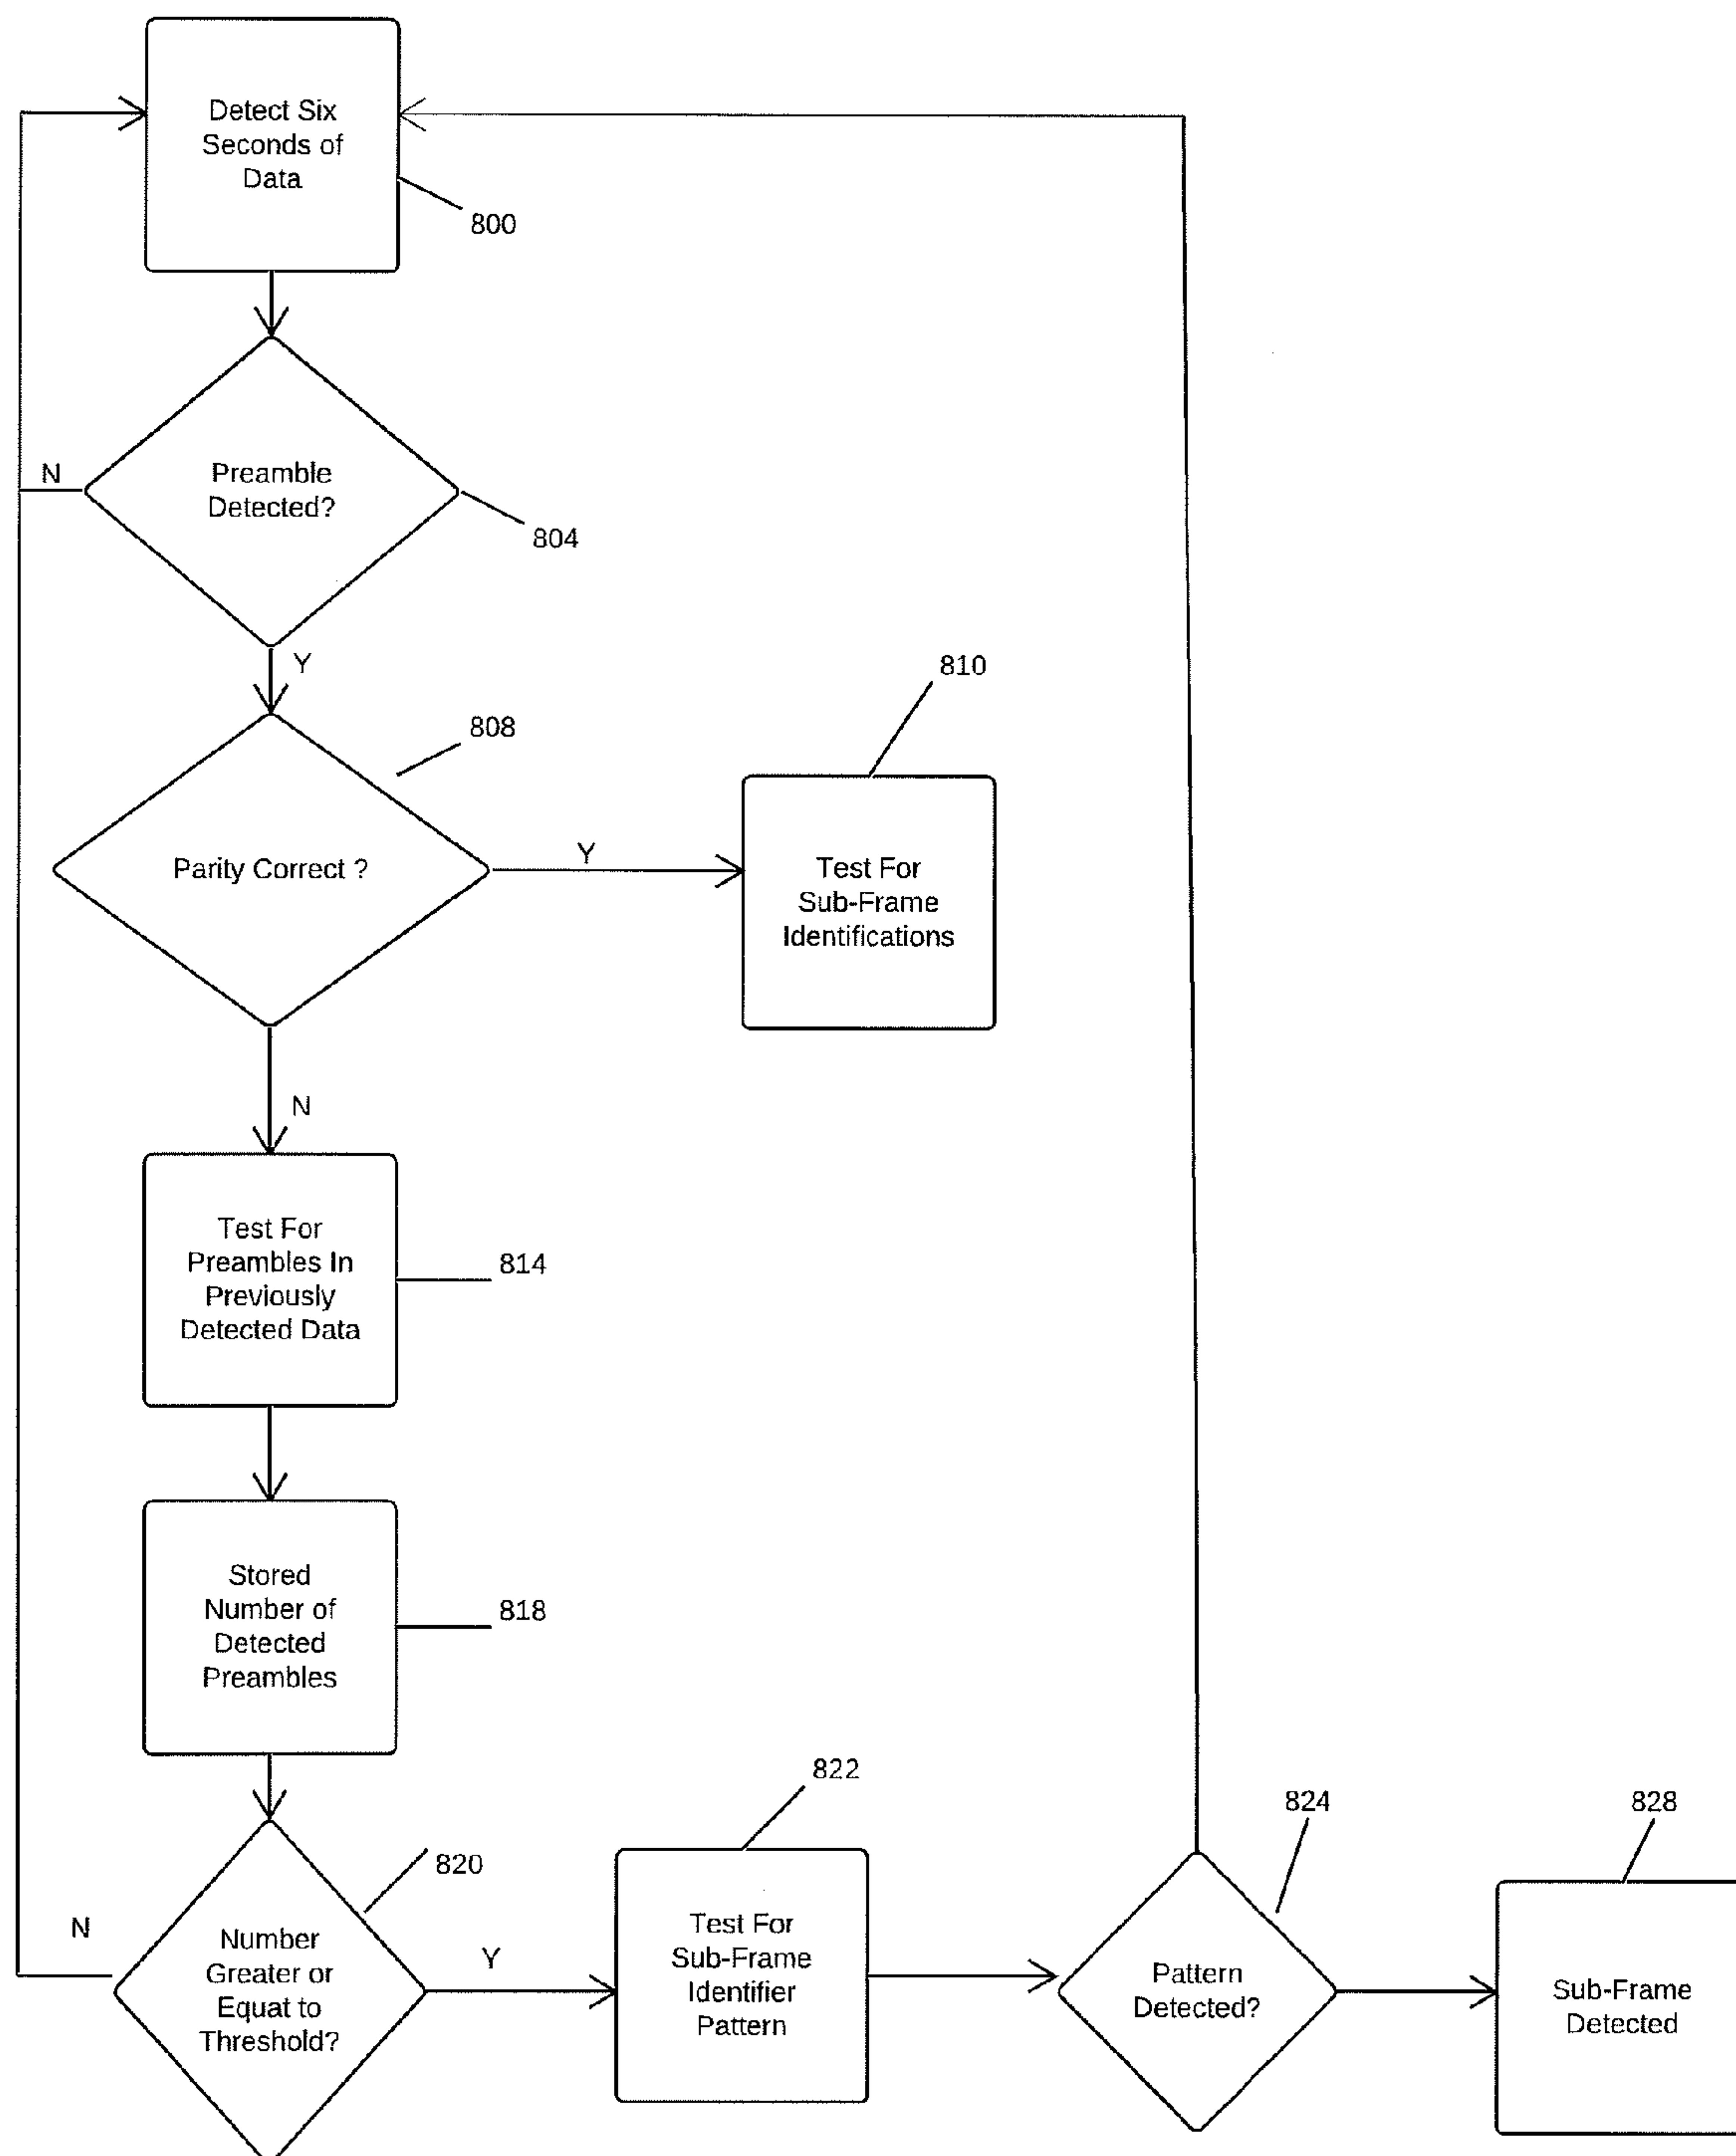 Detect Six
Seconds of
Data
800
N
Preamble
Detected?
804
Y
808
810
Parity Correct ?
Y
Test For
Sub-Frame
Identifications
N
Test For
Preambles In
Previously
Detected Data
814
Stored
Number of
Detected
Preambles
818
820
N
Number
Greater or
Equat to
Threshold?
Y
822
Test For
Sub-Frame
Identifier
Pattern
824
Pattern
Detected?
828
Sub-Frame
Detected